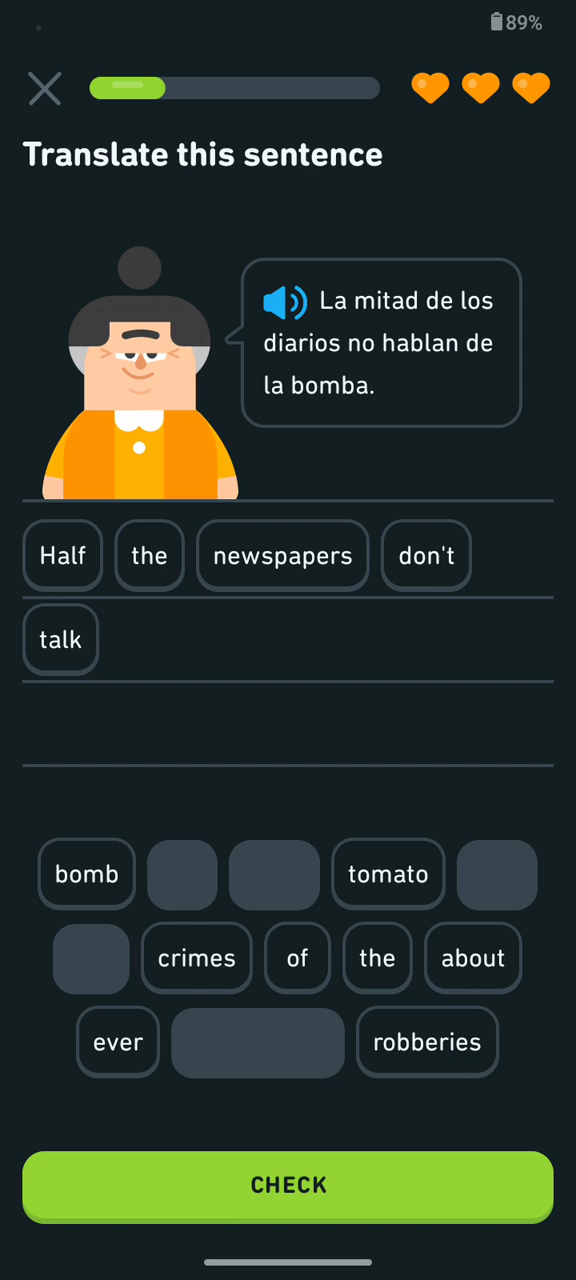 89%
Translate this sentence
La mitad de los
diarios no hablan de
la bomba.
Half the newspapers don't
talk
bomb tomato
crimes of the about
ever robberies
CHECK